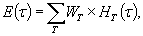 E(τ) = ∑_T W_T × H_T(τ),